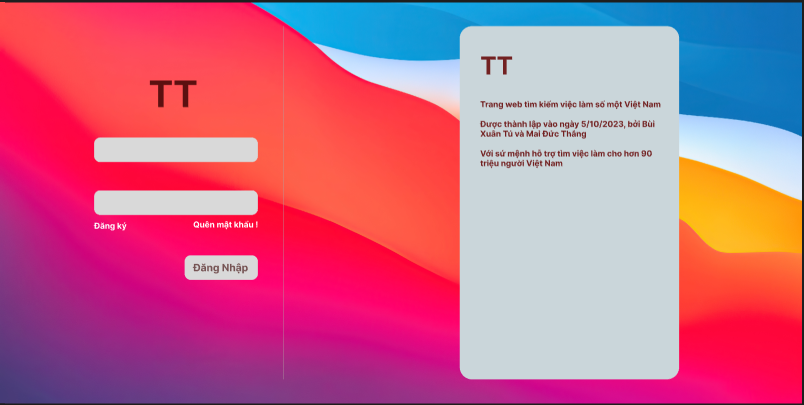 TT
Đăng ký
Quên mật khẩu !
Đăng Nhập
TT
Trang web tìm kiếm việc làm số một Việt Nam
Được thành lập vào ngày 5/10/2023, bởi Bùi
Xuân Tú và Mai Đức Thắng
Với sứ mệnh hỗ trợ tìm việc làm cho hơn 90
triệu người Việt Nam